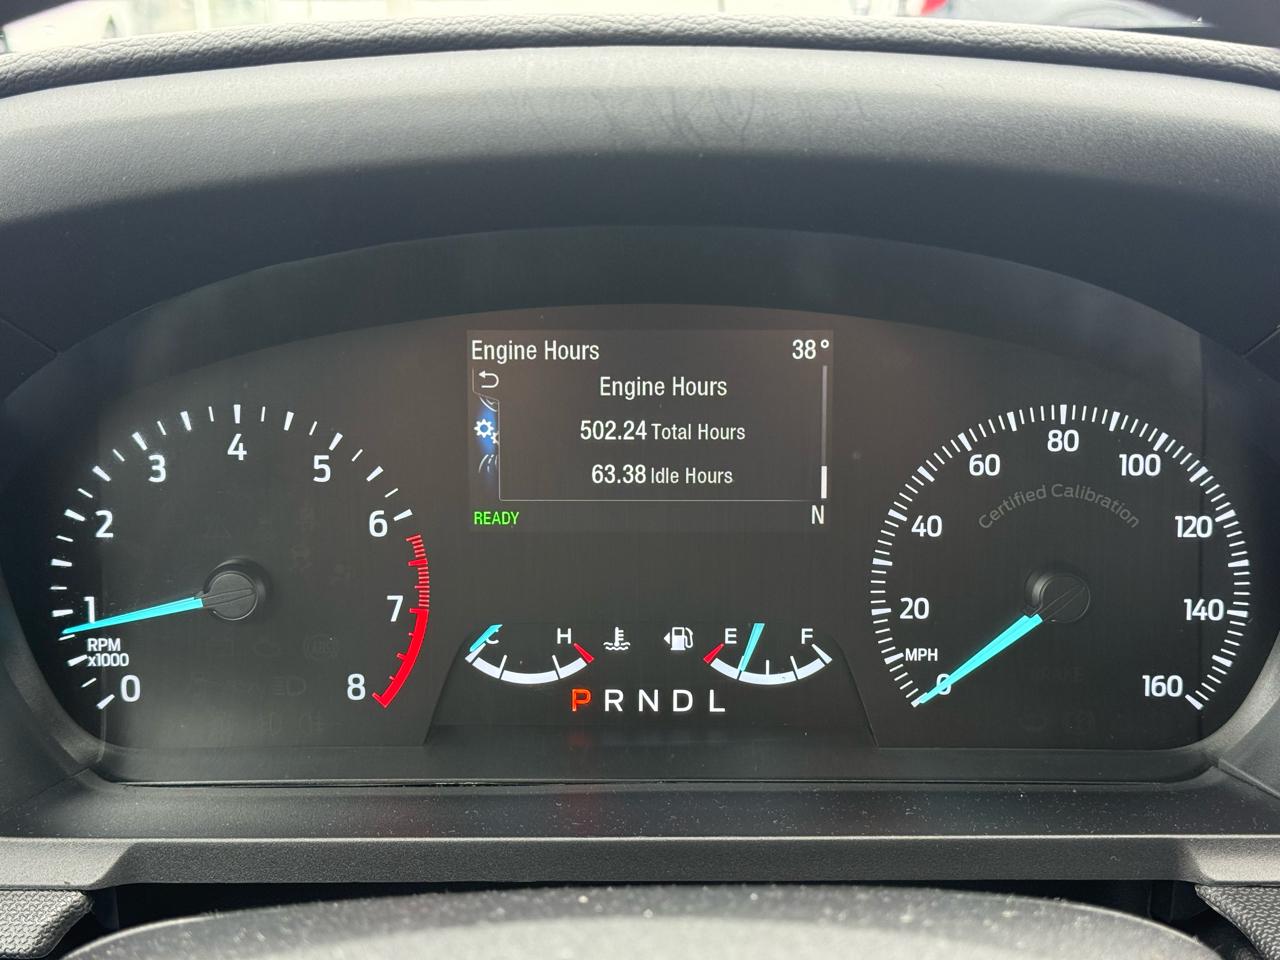 Engine Hours 38°
Engine Hours
502.24 Total Hours
63.38 Idle Hours
READY N
0 1 2 3 4 5 6 7 8
RPM
x1000
C H E F
P R N D L
0 20 40 60 80 100 120 140 160
MPH
Certified Calibration